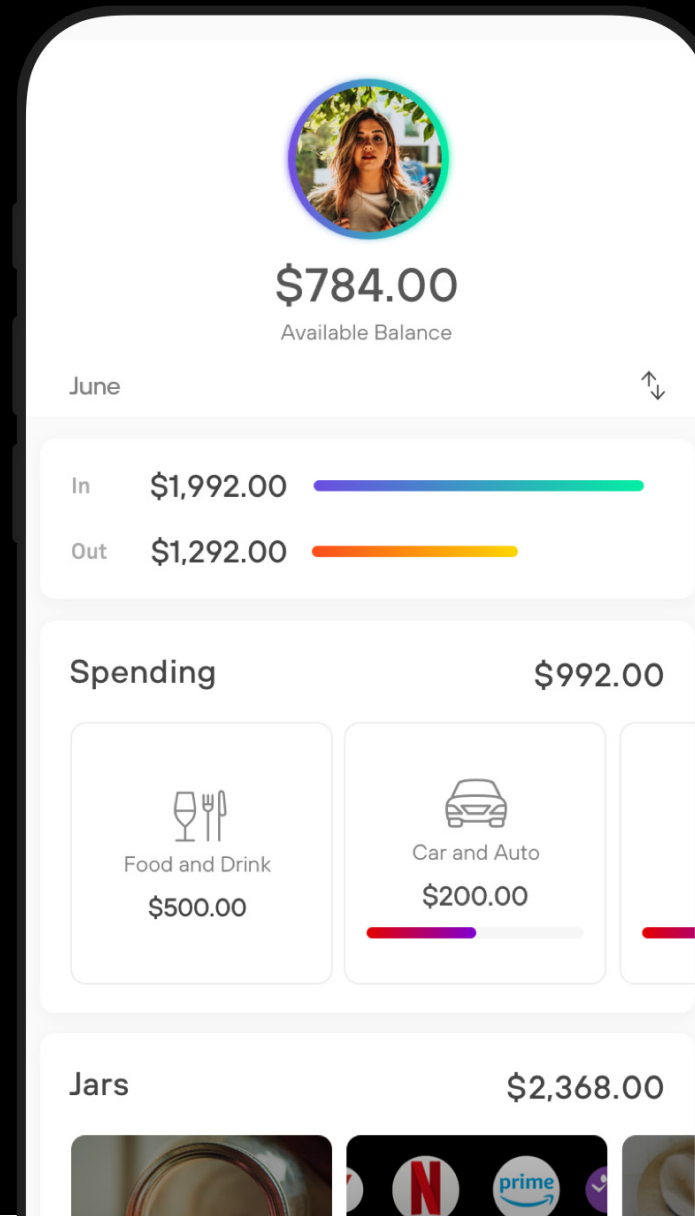 $784.00
Available Balance
June
In $1,992.00
Out $1,292.00
Spending $992.00
Food and Drink
$500.00
Car and Auto
$200.00
Jars $2,368.00
N prime